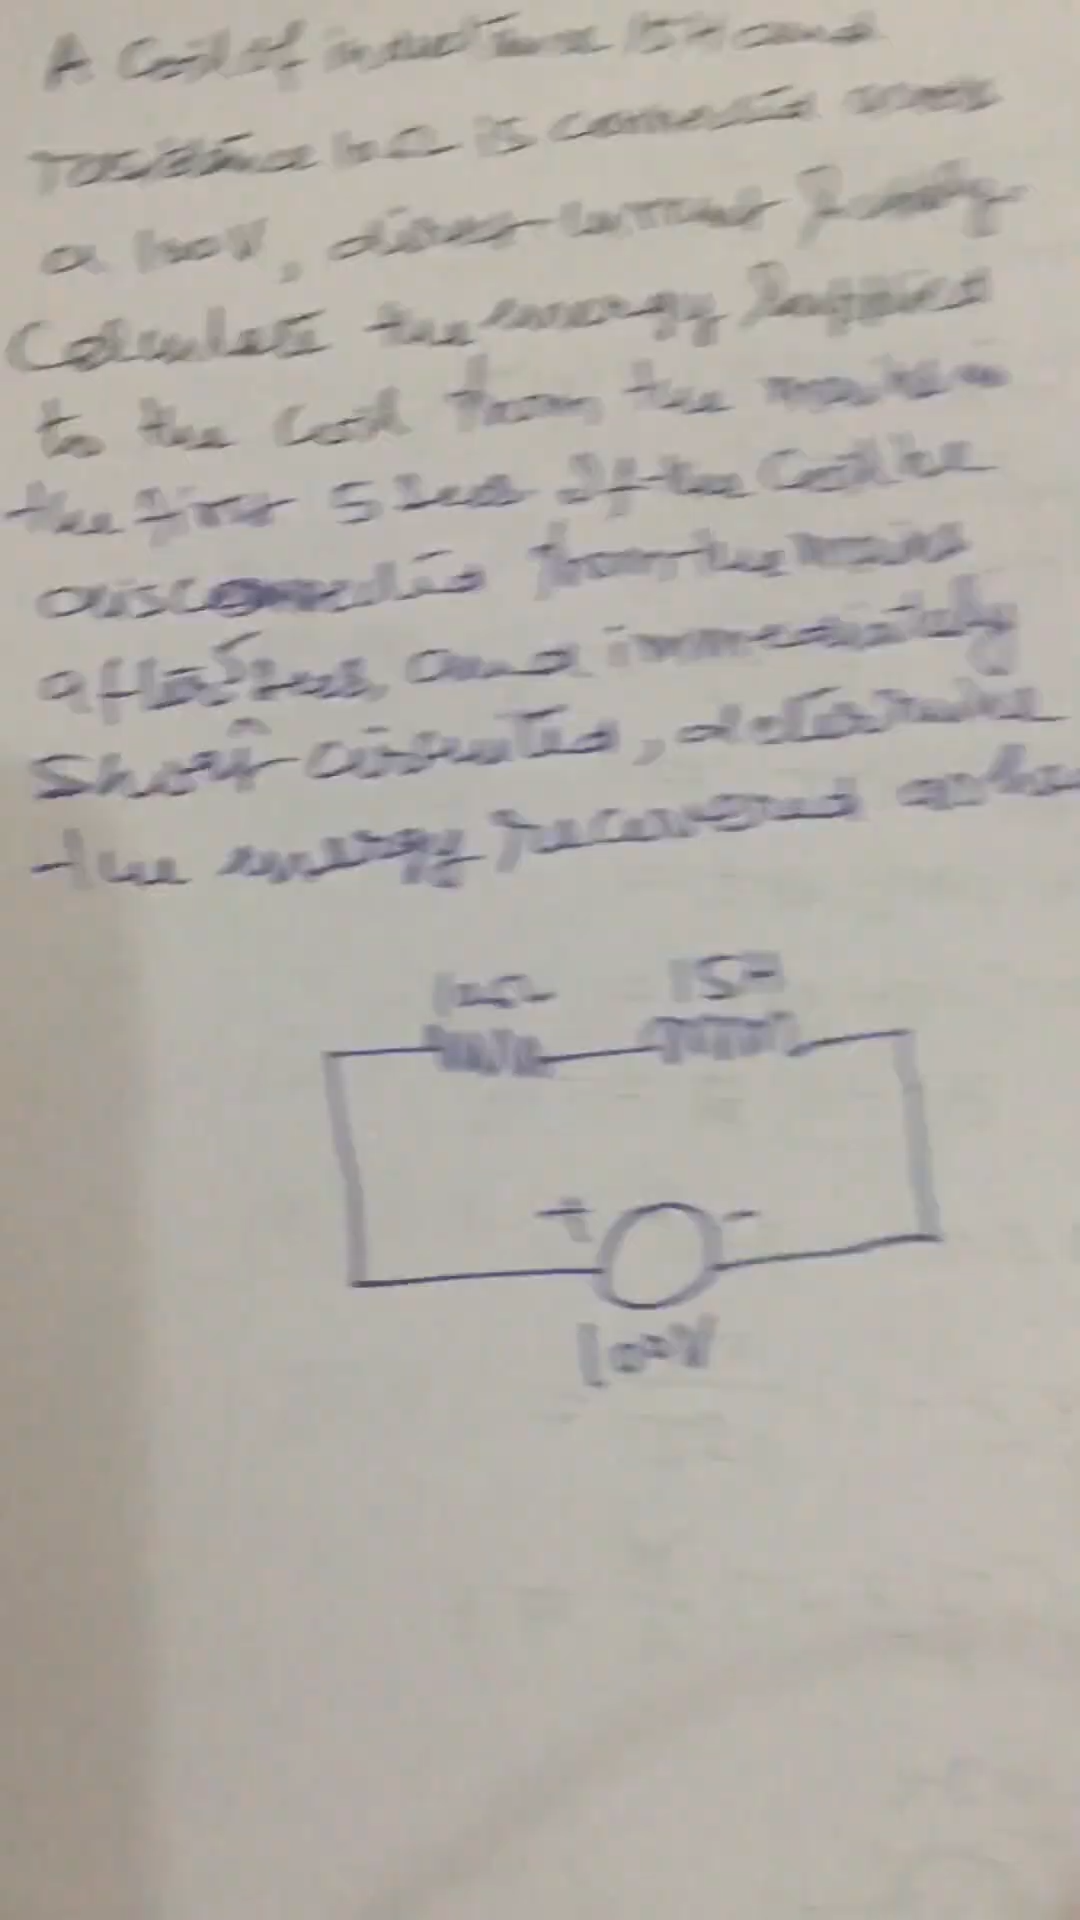 A Coil of inductance 15H and
resistance 10Ω is connected across
a 100V, direct-current supply.
Calculate the energy supplied
to the coil from the mains in
the first 5 secs If the coil be
disconnected from the mains
after 5 secs, and immediately
Short circuited, determine
the energy recovered
10Ω 15H
+ -
100V